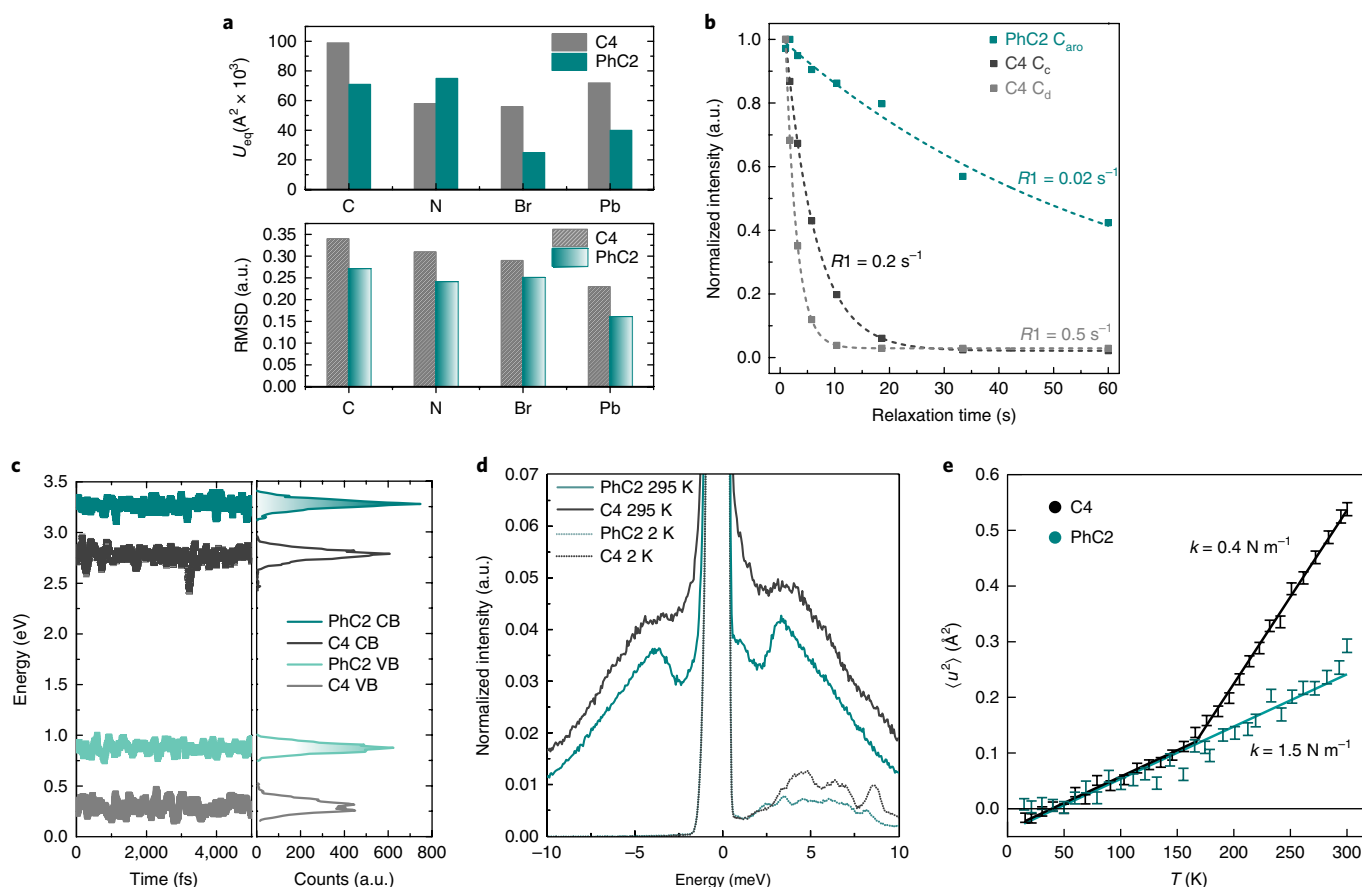 a
U_eq(Å² × 10³)
100
80
60
40
20
0
C4
PhC2
C N Br Pb
RMSD (a.u.)
0.35
0.30
0.25
0.20
0.15
0.10
0.05
0.00
C4
PhC2
C N Br Pb
b
Normalized intensity (a.u.)
1.0
0.8
0.6
0.4
0.2
0.0
PhC2 C_aro
C4 C_c
C4 C_d
R1 = 0.02 s⁻¹
R1 = 0.2 s⁻¹
R1 = 0.5 s⁻¹
0 10 20 30 40 50 60
Relaxation time (s)
c
Energy (eV)
3.5
3.0
2.5
2.0
1.5
1.0
0.5
0.0
PhC2 CB
C4 CB
PhC2 VB
C4 VB
0 2,000 4,000 0 200 400 600 800
Time (fs) Counts (a.u.)
d
Normalized intensity (a.u.)
0.07
0.06
0.05
0.04
0.03
0.02
0.01
0.00
PhC2 295 K
C4 295 K
PhC2 2 K
C4 2 K
−10 −5 0 5 10
Energy (meV)
e
⟨u²⟩ (Å²)
0.6
0.5
0.4
0.3
0.2
0.1
0.0
C4
PhC2
k = 0.4 N m⁻¹
k = 1.5 N m⁻¹
0 50 100 150 200 250 300
T (K)